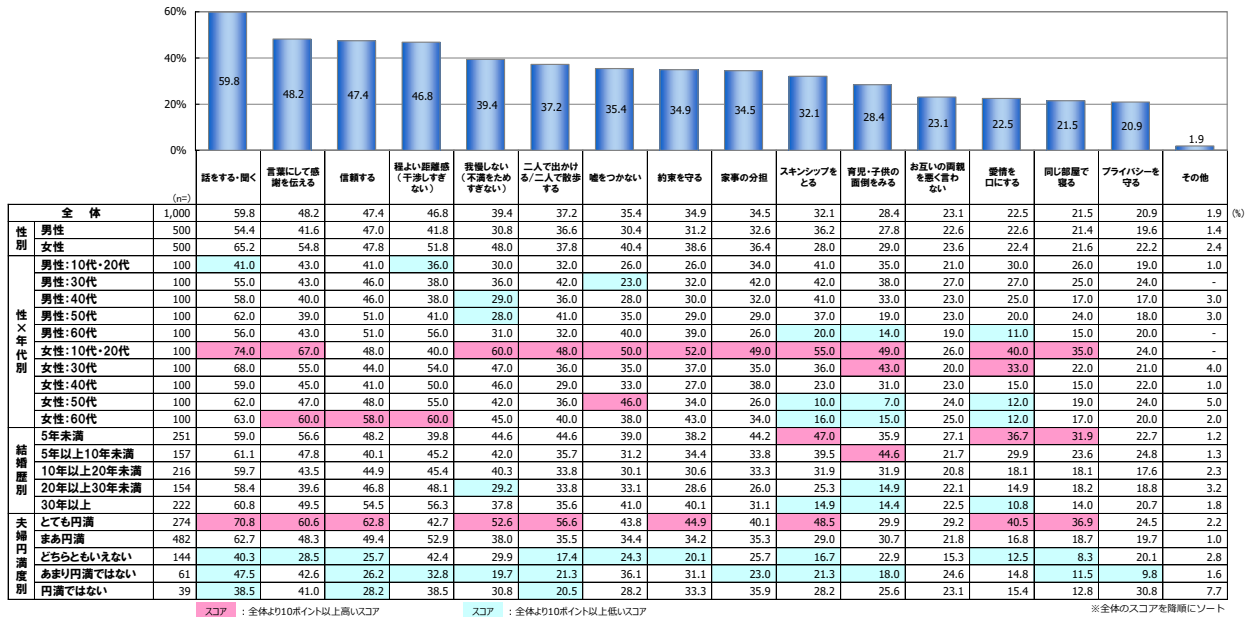 60%
40%
20%
0%
59.8 48.2 47.4 46.8 39.4 37.2 35.4 34.9 34.5 32.1 28.4 23.1 22.5 21.5 20.9 1.9
(n=) 話をする・聞く 言葉にして感謝を伝える 信頼する 程よい距離感(干渉しすぎない) 我慢しない(不満をためすぎない) 二人で出かける/二人で散歩する 嘘をつかない 約束を守る 家事の分担 スキンシップをとる 育児・子供の面倒をみる お互いの両親を悪く言わない 愛情を口にする 同じ部屋で寝る プライバシーを守る その他
全 体 1,000 59.8 48.2 47.4 46.8 39.4 37.2 35.4 34.9 34.5 32.1 28.4 23.1 22.5 21.5 20.9 1.9 (%)
性別
男性 500 54.4 41.6 47.0 41.8 30.8 36.6 30.4 31.2 32.6 36.2 27.8 22.6 22.6 21.4 19.6 1.4
女性 500 65.2 54.8 47.8 51.8 48.0 37.8 40.4 38.6 36.4 28.0 29.0 23.6 22.4 21.6 22.2 2.4
性×年代別
男性:10代・20代 100 41.0 43.0 41.0 36.0 30.0 32.0 26.0 26.0 34.0 41.0 35.0 21.0 30.0 26.0 19.0 1.0
男性:30代 100 55.0 43.0 46.0 38.0 36.0 42.0 23.0 32.0 42.0 42.0 38.0 27.0 27.0 25.0 24.0 -
男性:40代 100 58.0 40.0 46.0 38.0 29.0 36.0 28.0 30.0 32.0 41.0 33.0 23.0 25.0 17.0 17.0 3.0
男性:50代 100 62.0 39.0 51.0 41.0 28.0 41.0 35.0 29.0 29.0 37.0 19.0 23.0 20.0 24.0 18.0 3.0
男性:60代 100 56.0 43.0 51.0 56.0 31.0 32.0 40.0 39.0 26.0 20.0 14.0 19.0 11.0 15.0 20.0 -
女性:10代・20代 100 74.0 67.0 48.0 40.0 60.0 48.0 50.0 52.0 49.0 55.0 49.0 26.0 40.0 35.0 24.0 -
女性:30代 100 68.0 55.0 44.0 54.0 47.0 36.0 35.0 37.0 35.0 36.0 43.0 20.0 33.0 22.0 21.0 4.0
女性:40代 100 59.0 45.0 41.0 50.0 46.0 29.0 33.0 27.0 38.0 23.0 31.0 23.0 15.0 15.0 22.0 1.0
女性:50代 100 62.0 47.0 48.0 55.0 42.0 36.0 46.0 34.0 26.0 10.0 7.0 24.0 12.0 19.0 24.0 5.0
女性:60代 100 63.0 60.0 58.0 60.0 45.0 40.0 38.0 43.0 34.0 16.0 15.0 25.0 12.0 17.0 20.0 2.0
結婚歴別
5年未満 251 59.0 56.6 48.2 39.8 44.6 44.6 39.0 38.2 44.2 47.0 35.9 27.1 36.7 31.9 22.7 1.2
5年以上10年未満 157 61.1 47.8 40.1 45.2 42.0 35.7 31.2 34.4 33.8 39.5 44.6 21.7 29.9 23.6 24.8 1.3
10年以上20年未満 216 59.7 43.5 44.9 45.4 40.3 33.8 30.1 30.6 33.3 31.9 31.9 20.8 18.1 18.1 17.6 2.3
20年以上30年未満 154 58.4 39.6 46.8 48.1 29.2 33.8 33.1 28.6 26.0 25.3 14.9 22.1 14.9 18.2 18.8 3.2
30年以上 222 60.8 49.5 54.5 56.3 37.8 35.6 41.0 40.1 31.1 14.9 14.4 22.5 10.8 14.0 20.7 1.8
夫婦円満度別
とても円満 274 70.8 60.6 62.8 42.7 52.6 56.6 43.8 44.9 40.1 48.5 29.9 29.2 40.5 36.9 24.5 2.2
まあ円満 482 62.7 48.3 49.4 52.9 38.0 35.5 34.4 34.2 35.3 29.0 30.7 21.8 16.8 18.7 19.7 1.0
どちらともいえない 144 40.3 28.5 25.7 42.4 29.9 17.4 24.3 20.1 25.7 16.7 22.9 15.3 12.5 8.3 20.1 2.8
あまり円満ではない 61 47.5 42.6 26.2 32.8 19.7 21.3 36.1 31.1 23.0 21.3 18.0 24.6 14.8 11.5 9.8 1.6
円満ではない 39 38.5 41.0 28.2 38.5 30.8 20.5 28.2 33.3 35.9 28.2 25.6 23.1 15.4 12.8 30.8 7.7
スコア :全体より10ポイント以上高いスコア スコア :全体より10ポイント以上低いスコア ※全体のスコアを降順にソート